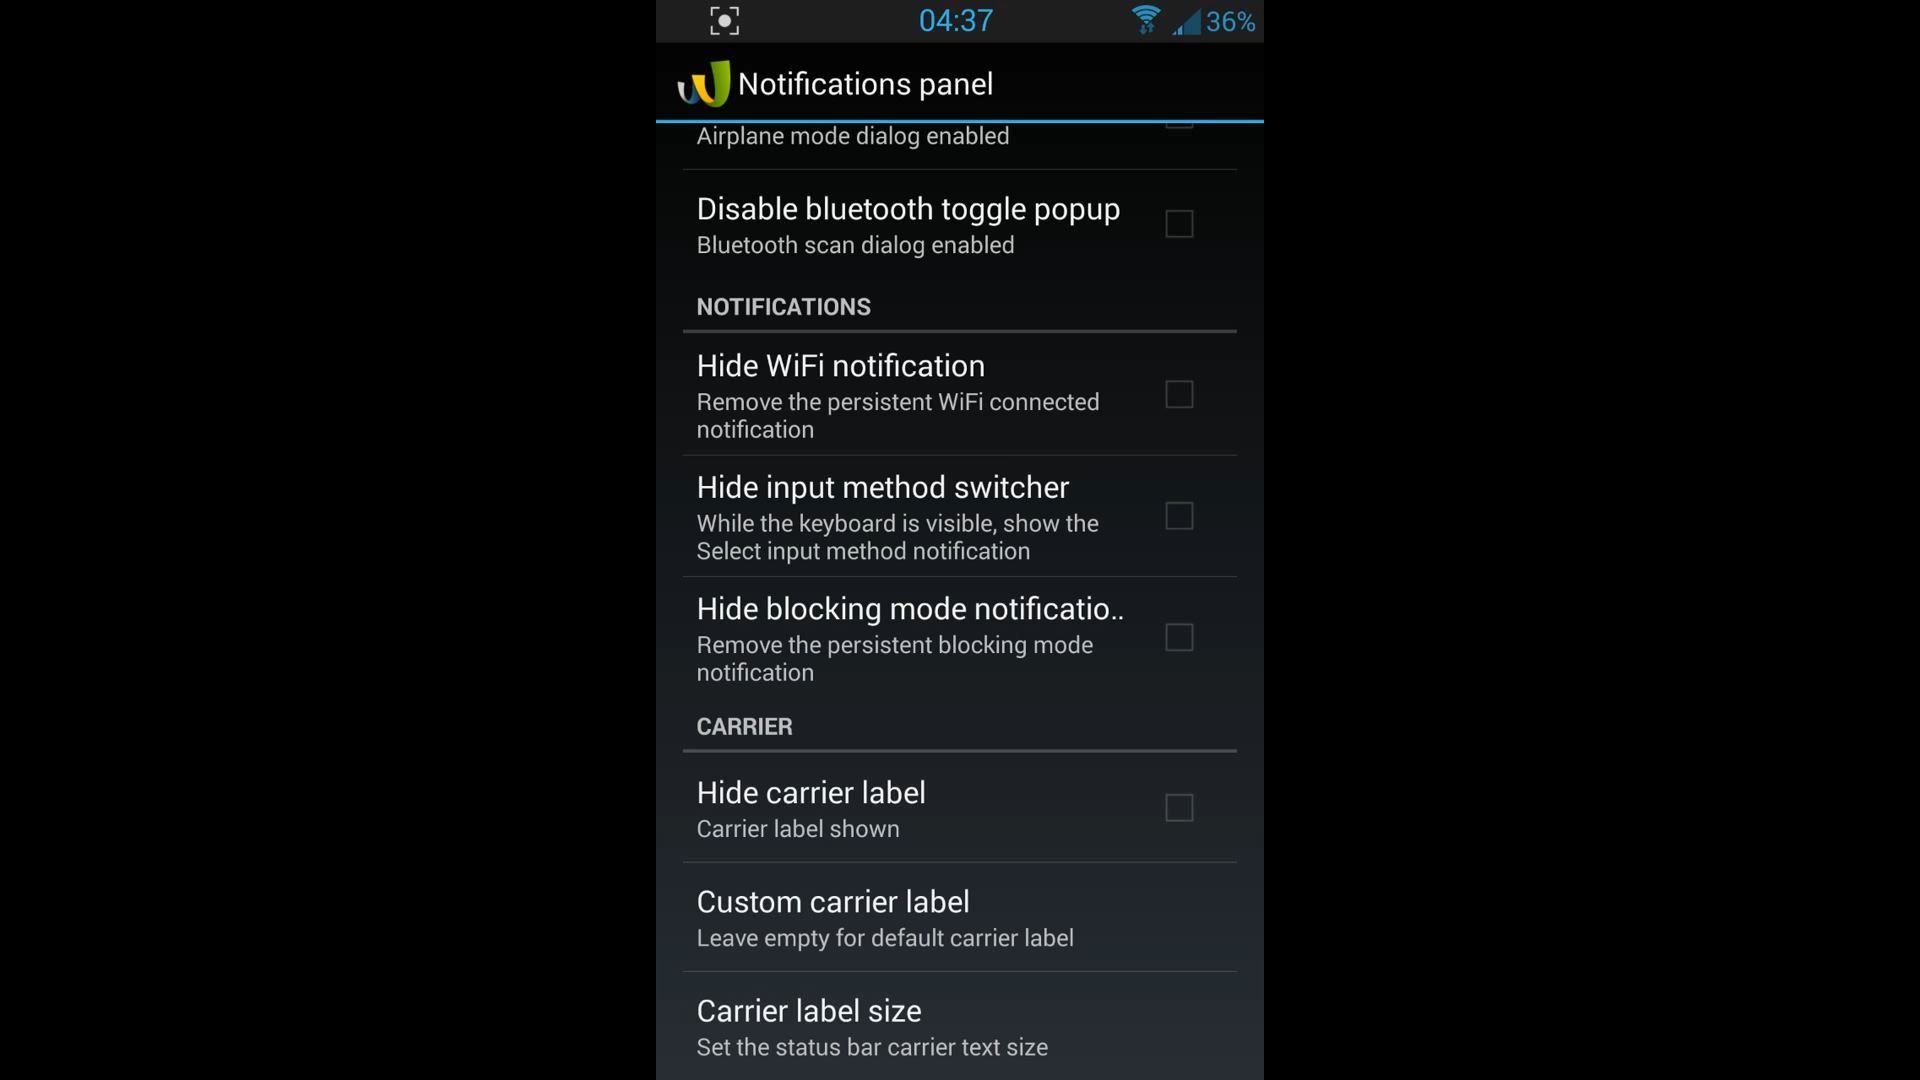 04:37
36%
Notifications panel
Airplane mode dialog enabled
Disable bluetooth toggle popup
Bluetooth scan dialog enabled
NOTIFICATIONS
Hide WiFi notification
Remove the persistent WiFi connected
notification
Hide input method switcher
While the keyboard is visible, show the
Select input method notification
Hide blocking mode notificatio..
Remove the persistent blocking mode
notification
CARRIER
Hide carrier label
Carrier label shown
Custom carrier label
Leave empty for default carrier label
Carrier label size
Set the status bar carrier text size